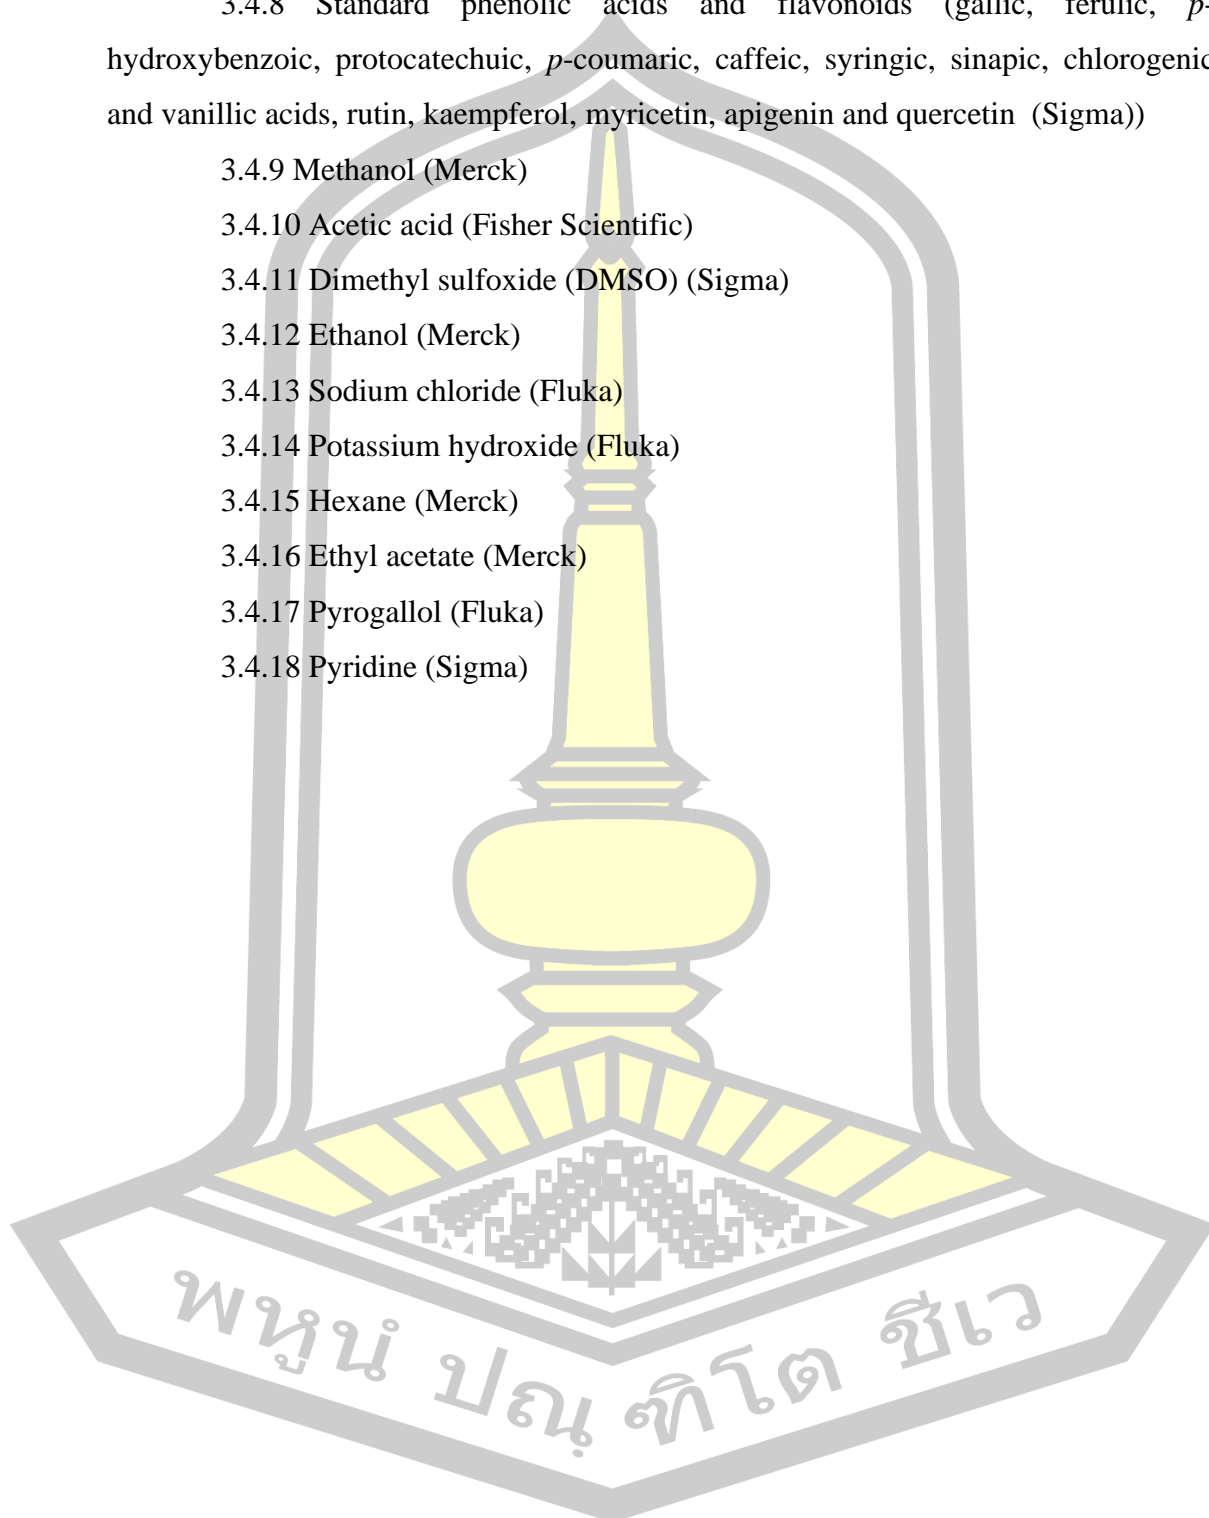 3.4.8 Standard phenolic acids and flavonoids (gallic, ferulic, p-
hydroxybenzoic, protocatechuic, p-coumaric, caffeic, syringic, sinapic, chlorogenic
and vanillic acids, rutin, kaempferol, myricetin, apigenin and quercetin (Sigma))
3.4.9 Methanol (Merck)
3.4.10 Acetic acid (Fisher Scientific)
3.4.11 Dimethyl sulfoxide (DMSO) (Sigma)
3.4.12 Ethanol (Merck)
3.4.13 Sodium chloride (Fluka)
3.4.14 Potassium hydroxide (Fluka)
3.4.15 Hexane (Merck)
3.4.16 Ethyl acetate (Merck)
3.4.17 Pyrogallol (Fluka)
3.4.18 Pyridine (Sigma)
พหูนํ ปณฺ ฑิโต ชีเว